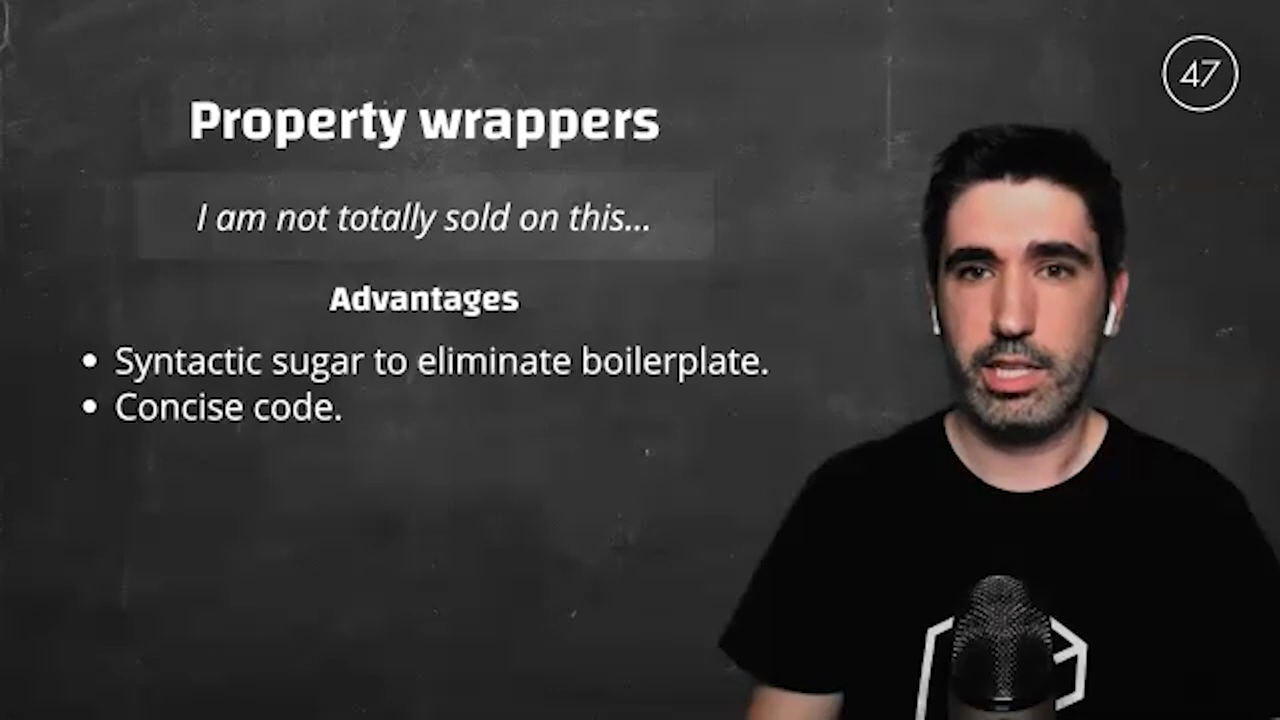 47
Property wrappers
I am not totally sold on this...
Advantages
• Syntactic sugar to eliminate boilerplate.
• Concise code.